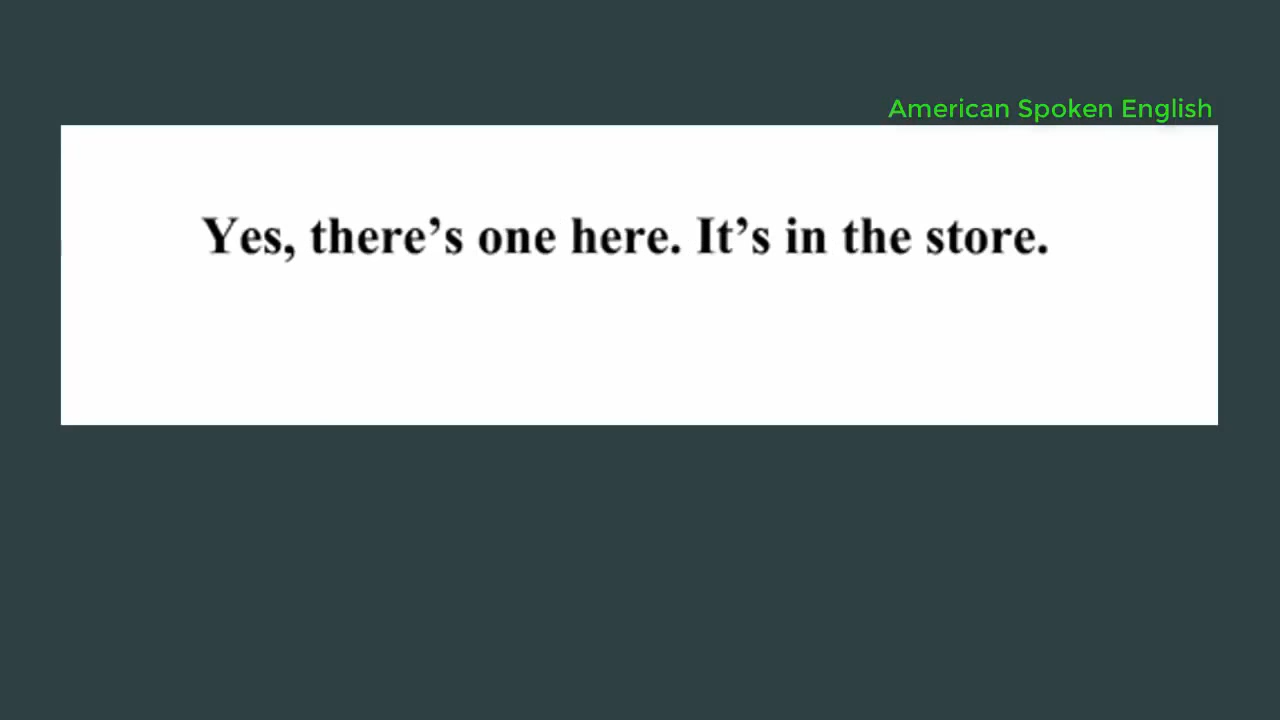 American Spoken English
Yes, there’s one here. It’s in the store.